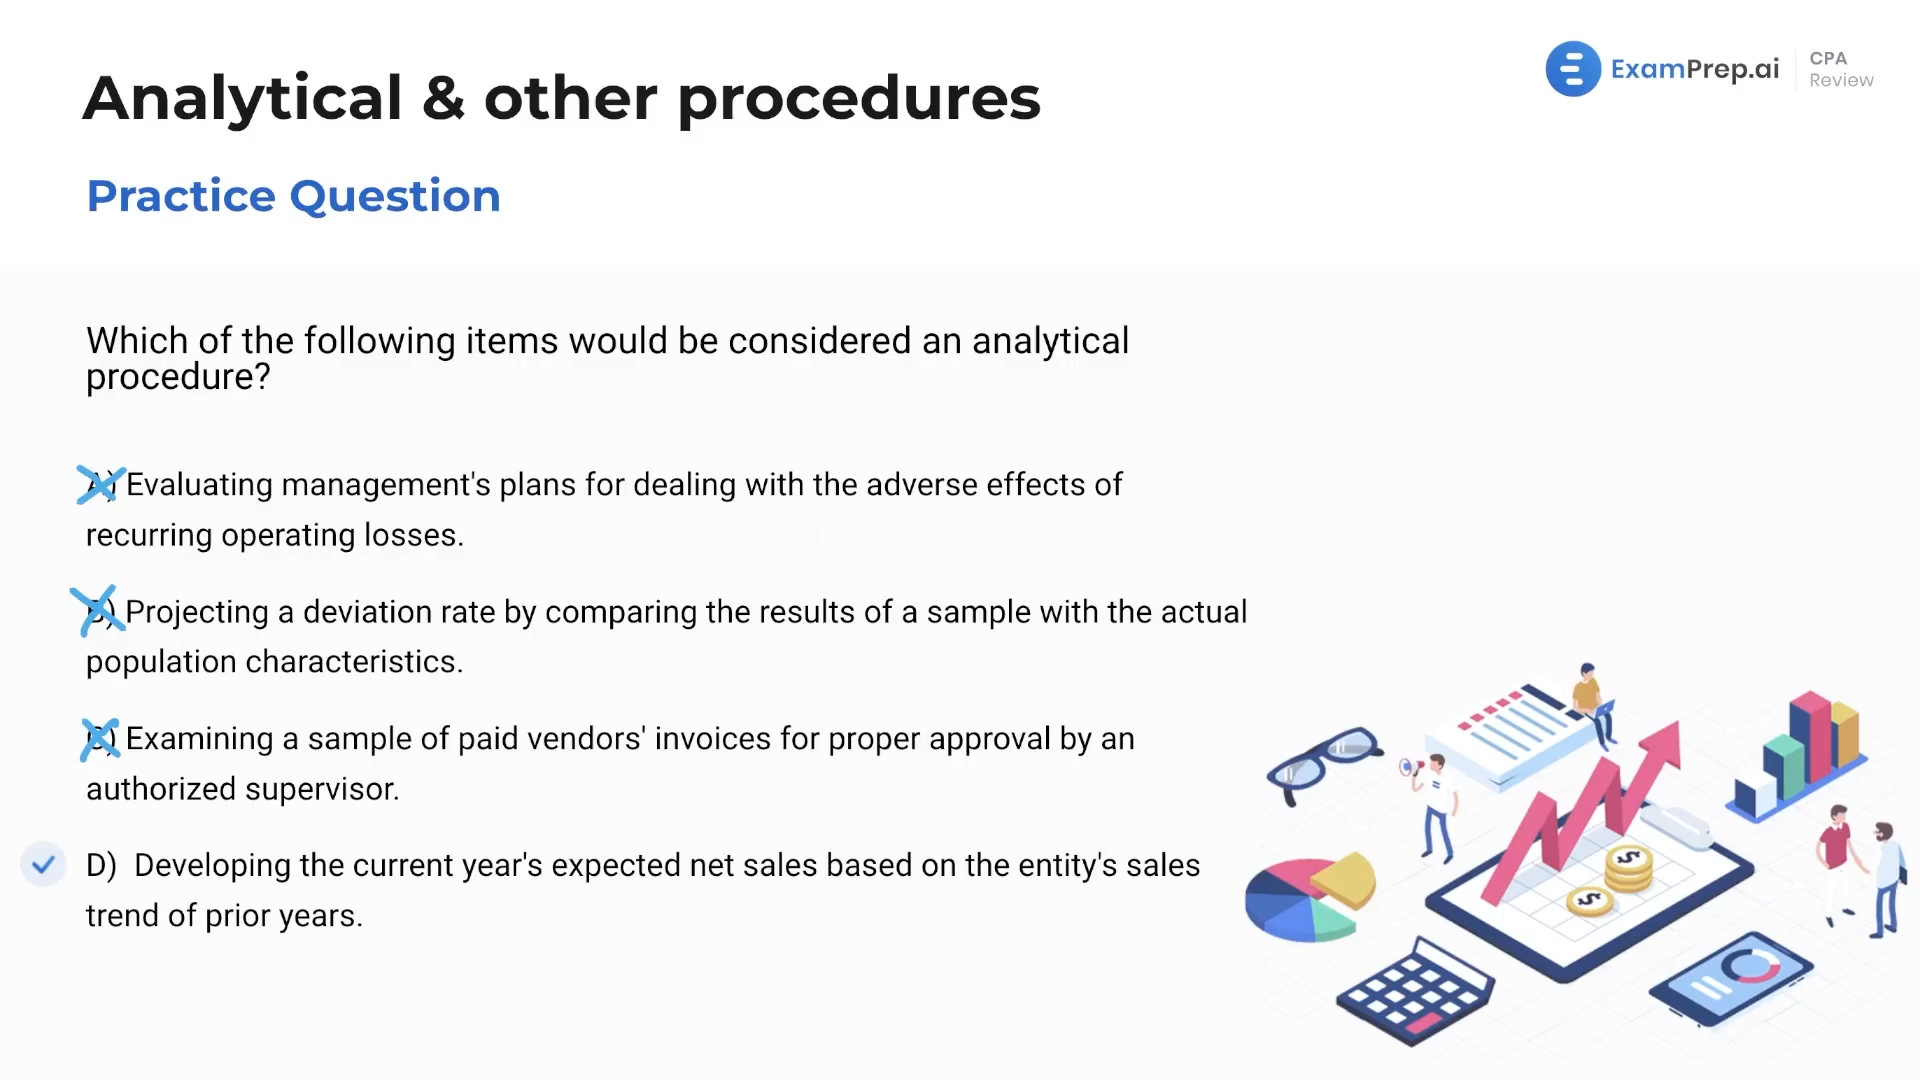 Analytical & other procedures
ExamPrep.ai
CPA
Review
Practice Question
Which of the following items would be considered an analytical
procedure?
A) Evaluating management's plans for dealing with the adverse effects of
recurring operating losses.
B) Projecting a deviation rate by comparing the results of a sample with the actual
population characteristics.
C) Examining a sample of paid vendors' invoices for proper approval by an
authorized supervisor.
D) Developing the current year's expected net sales based on the entity's sales
trend of prior years.
$
$